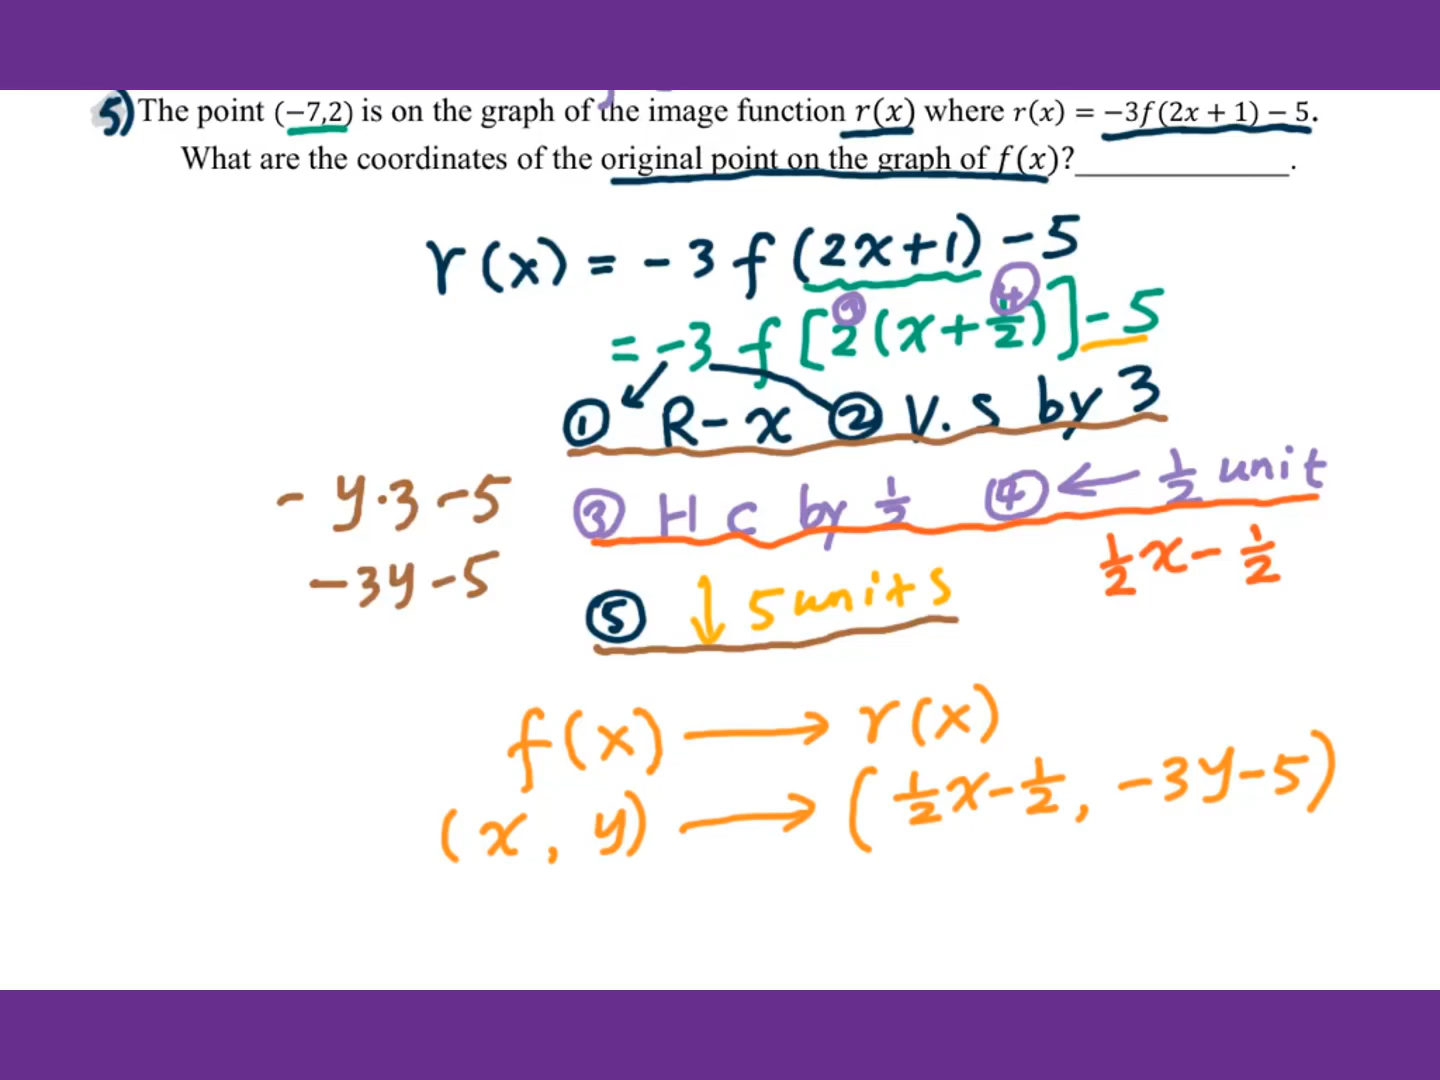 5) The point (−7,2) is on the graph of the image function r(x) where r(x) = −3f(2x + 1) − 5.
What are the coordinates of the original point on the graph of f(x)?______________.
r(x) = -3 f(2x+1) -5
= -3 f[2(x+½)] -5
① R-x ② V.S by 3
③ H C by ½ ④ ← ½ unit
-y·3 -5
½x-½
-3y-5
⑤ ↓ 5 units
f(x) → r(x)
(x, y) → (½x-½, -3y-5)